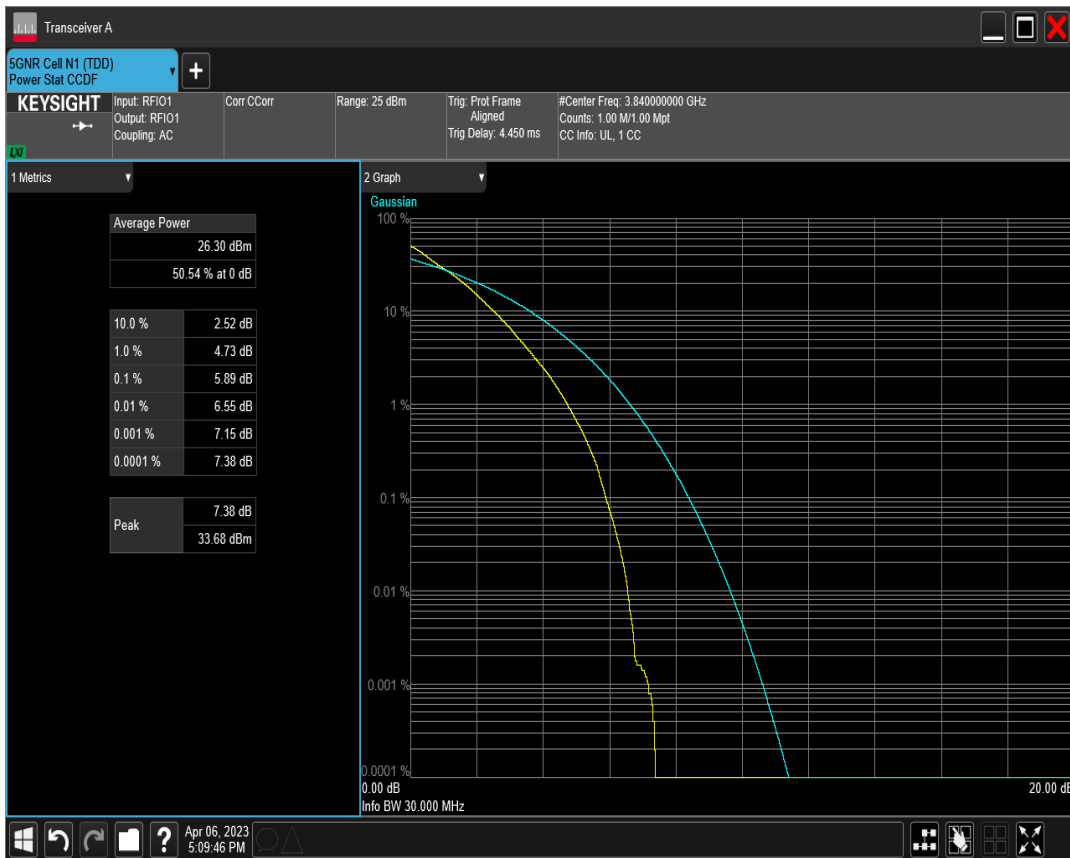 Transceiver A
5GNR Cell N1 (TDD)
Power Stat CCDF
KEYSIGHT
LXI
Input: RFIO1
Output: RFIO1
Coupling: AC
Corr CCorr
Range: 25 dBm
Trig: Prot Frame
Aligned
Trig Delay: 4.450 ms
#Center Freq: 3.840000000 GHz
Counts: 1.00 M/1.00 Mpt
CC Info: UL, 1 CC
1 Metrics
Average Power
26.30 dBm
50.54 % at 0 dB
10.0 % 2.52 dB
1.0 % 4.73 dB
0.1 % 5.89 dB
0.01 % 6.55 dB
0.001 % 7.15 dB
0.0001 % 7.38 dB
Peak
7.38 dB
33.68 dBm
2 Graph
Gaussian
100 %
10 %
1 %
0.1 %
0.01 %
0.001 %
0.0001 %
0.00 dB 20.00 dB
Info BW 30.000 MHz
Apr 06, 2023
5:09:46 PM